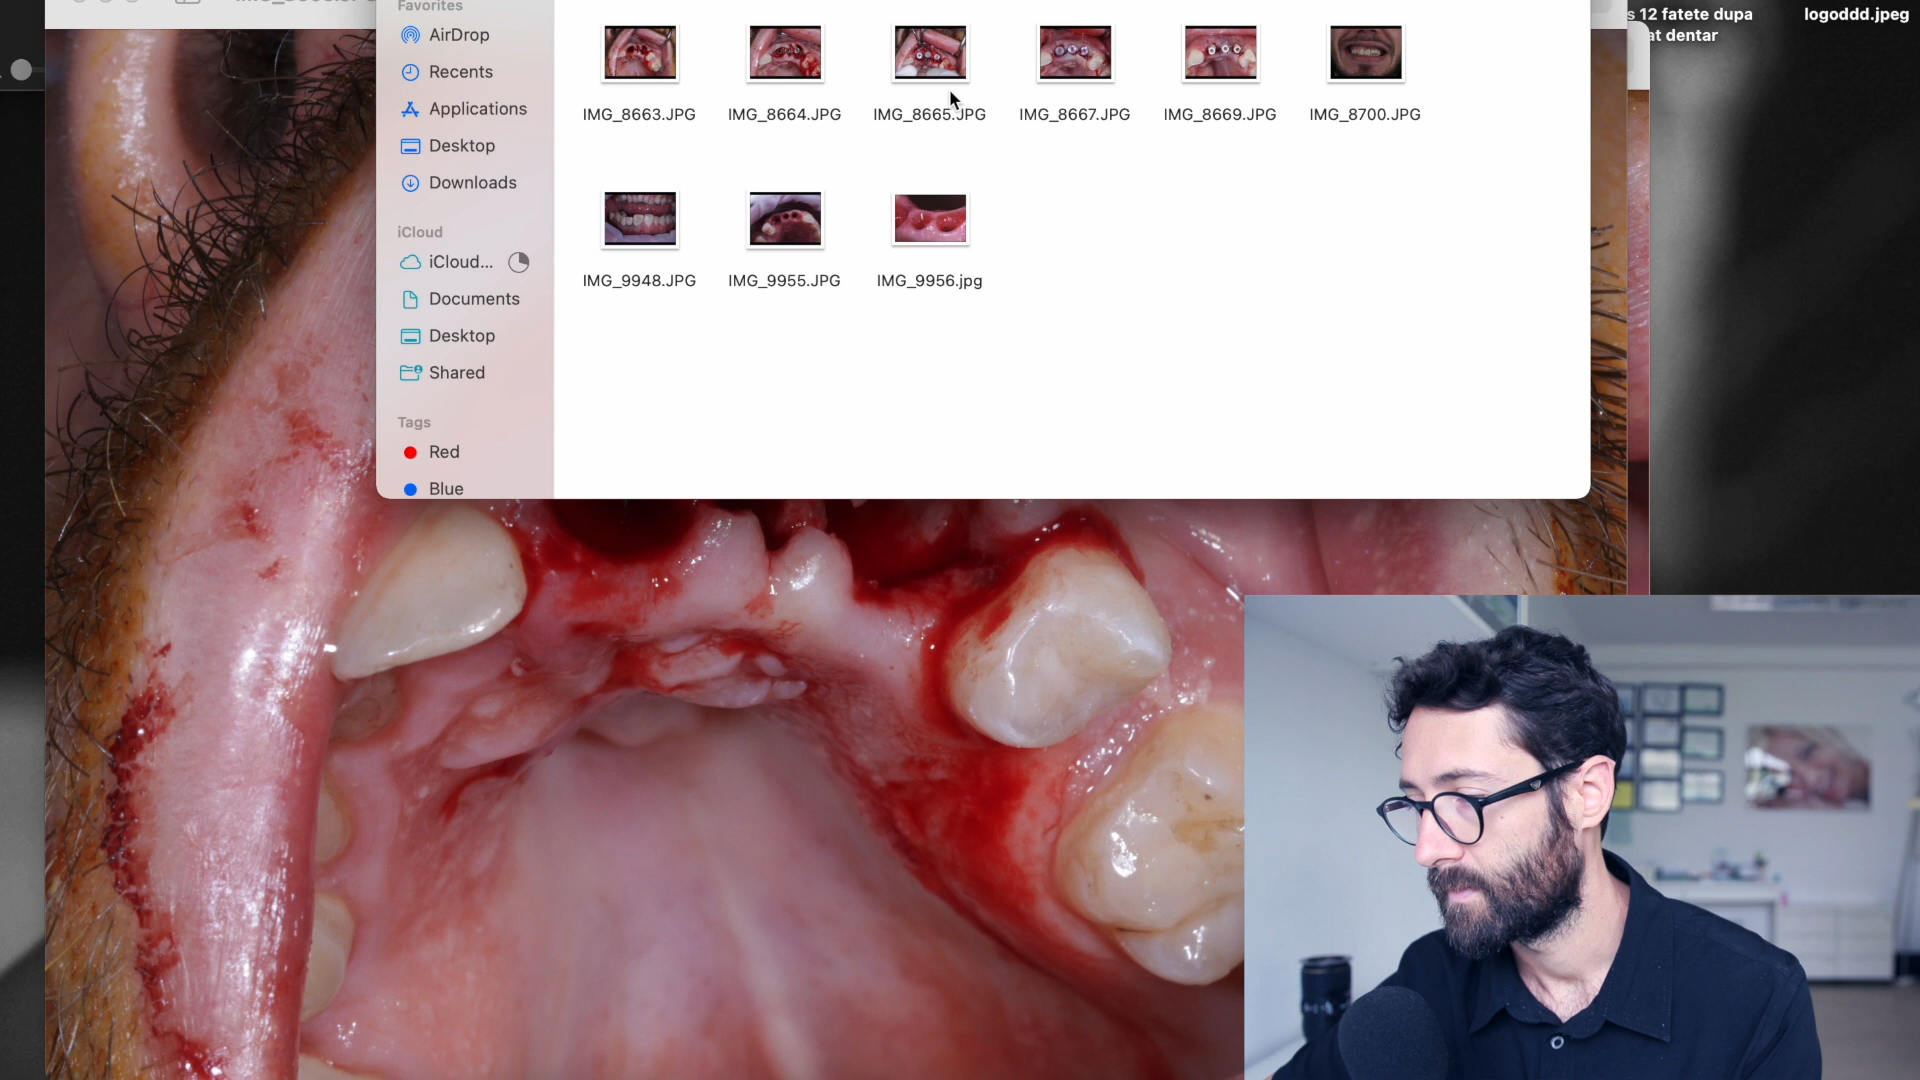 Favorites
AirDrop
Recents
Applications
Desktop
Downloads
iCloud
iCloud...
Documents
Desktop
Shared
Tags
Red
Blue
IMG_8663.JPG
IMG_8664.JPG
IMG_8665.JPG
IMG_8667.JPG
IMG_8669.JPG
IMG_8700.JPG
IMG_9948.JPG
IMG_9955.JPG
IMG_9956.jpg
s 12 fatete dupa
at dentar
logoddd.jpeg